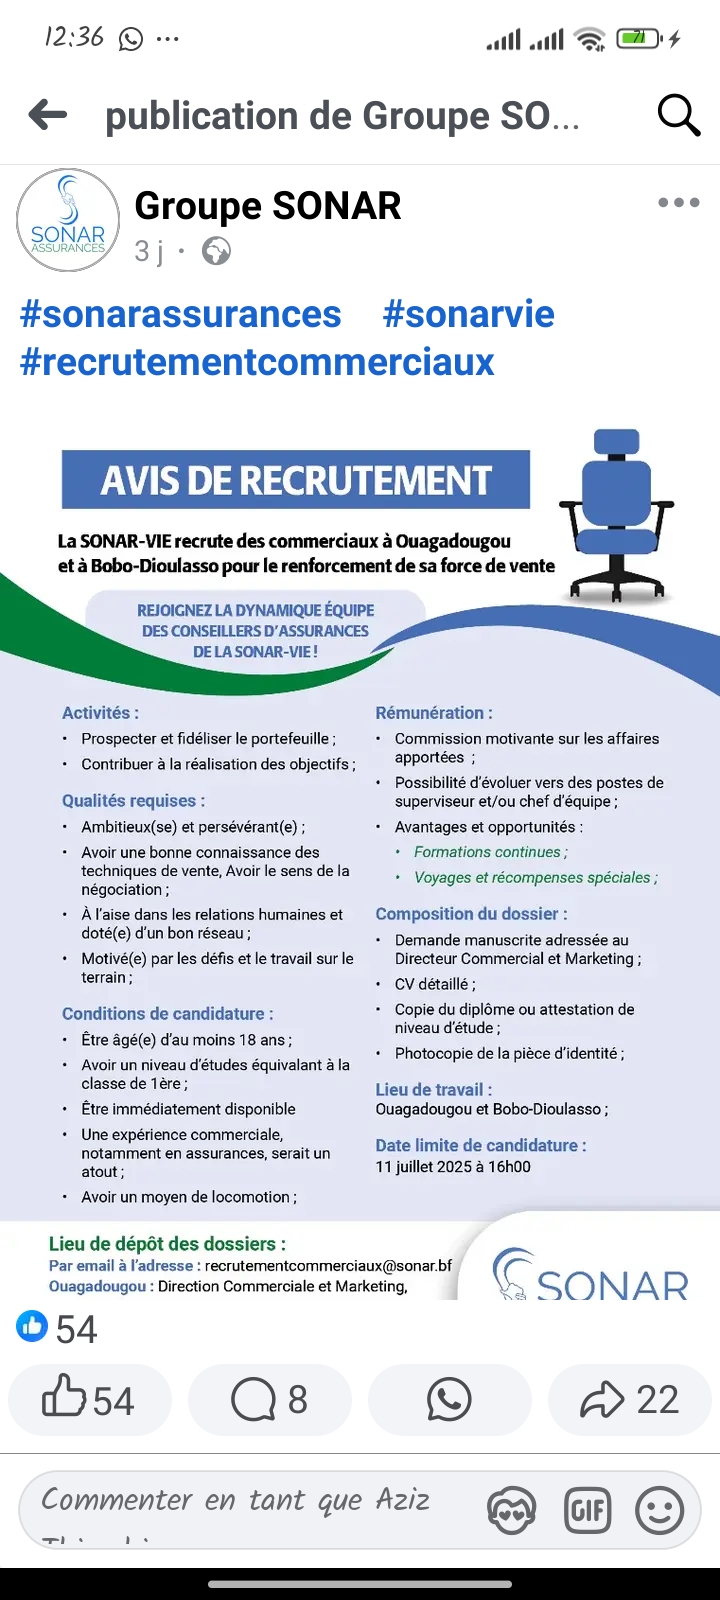 12:36
71
publication de Groupe SO...
SONAR
ASSURANCES
Groupe SONAR
3 j ·
#sonarassurances #sonarvie
#recrutementcommerciaux
AVIS DE RECRUTEMENT
La SONAR-VIE recrute des commerciaux à Ouagadougou
et à Bobo-Dioulasso pour le renforcement de sa force de vente
REJOIGNEZ LA DYNAMIQUE ÉQUIPE
DES CONSEILLERS D'ASSURANCES
DE LA SONAR-VIE !
Activités :
• Prospecter et fidéliser le portefeuille ;
• Contribuer à la réalisation des objectifs ;
Qualités requises :
• Ambitieux(se) et persévérant(e) ;
• Avoir une bonne connaissance des
techniques de vente, Avoir le sens de la
négociation ;
• À l'aise dans les relations humaines et
doté(e) d'un bon réseau ;
• Motivé(e) par les défis et le travail sur le
terrain ;
Conditions de candidature :
• Être âgé(e) d'au moins 18 ans ;
• Avoir un niveau d'études équivalent à la
classe de 1ère ;
• Être immédiatement disponible
• Une expérience commerciale,
notamment en assurances, serait un
atout ;
• Avoir un moyen de locomotion ;
Rémunération :
• Commission motivante sur les affaires
apportées ;
• Possibilité d'évoluer vers des postes de
superviseur et/ou chef d'équipe ;
• Avantages et opportunités :
• Formations continues ;
• Voyages et récompenses spéciales ;
Composition du dossier :
• Demande manuscrite adressée au
Directeur Commercial et Marketing ;
• CV détaillé ;
• Copie du diplôme ou attestation de
niveau d'étude ;
• Photocopie de la pièce d'identité ;
Lieu de travail :
Ouagadougou et Bobo-Dioulasso ;
Date limite de candidature :
11 juillet 2025 à 16h00
Lieu de dépôt des dossiers :
Par email à l'adresse : recrutementcommerciaux@sonar.bf
Ouagadougou : Direction Commerciale et Marketing,
SONAR
54
54
8
22
Commenter en tant que Aziz
GIF